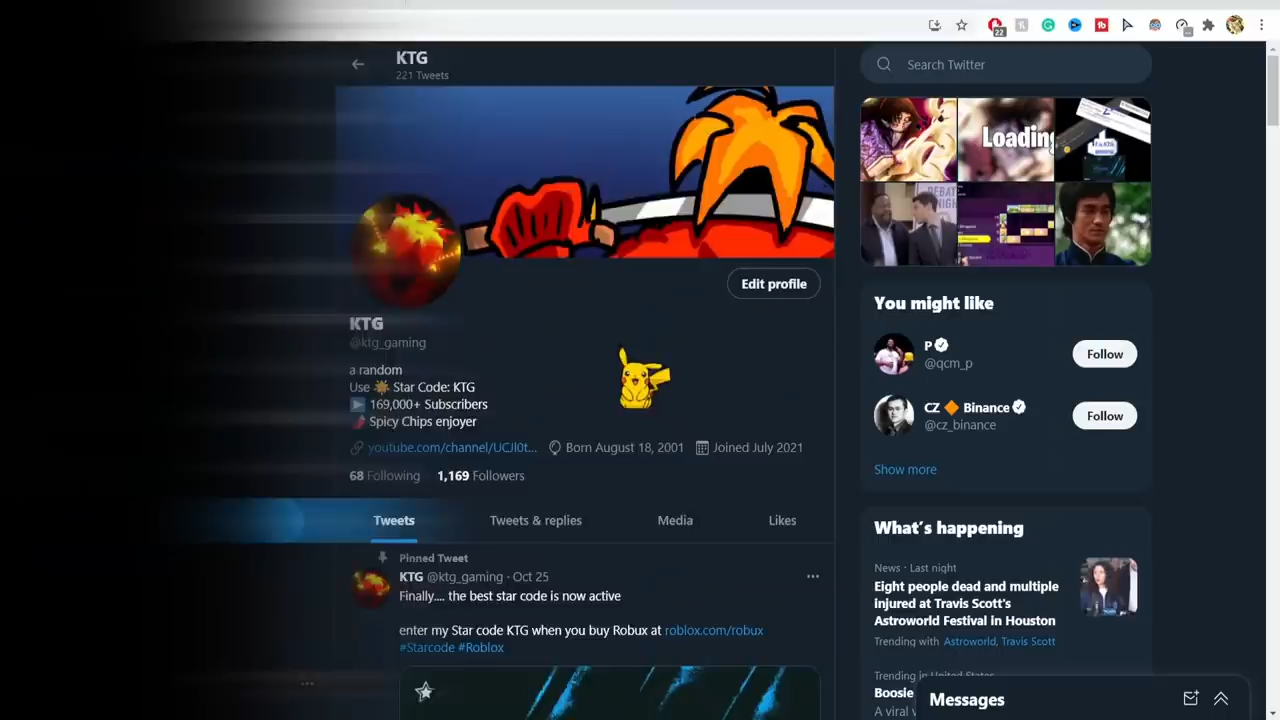 KTG
221 Tweets
Search Twitter
Loading
DEBATE
NIGH
Edit profile
KTG
@ktg_gaming
a random
Use Star Code: KTG
169,000+ Subscribers
Spicy Chips enjoyer
youtube.com/channel/UCJl0t...
Born August 18, 2001
Joined July 2021
68 Following 1,169 Followers
Tweets
Tweets & replies
Media
Likes
Pinned Tweet
KTG @ktg_gaming · Oct 25
Finally.... the best star code is now active
enter my Star code KTG when you buy Robux at roblox.com/robux
#Starcode #Roblox
You might like
P
@qcm_p
Follow
CZ Binance
@cz_binance
Follow
Show more
What's happening
News · Last night
Eight people dead and multiple
injured at Travis Scott's
Astroworld Festival in Houston
Trending with Astroworld, Travis Scott
Trending in United States
Boosie
A viral v
Messages
22